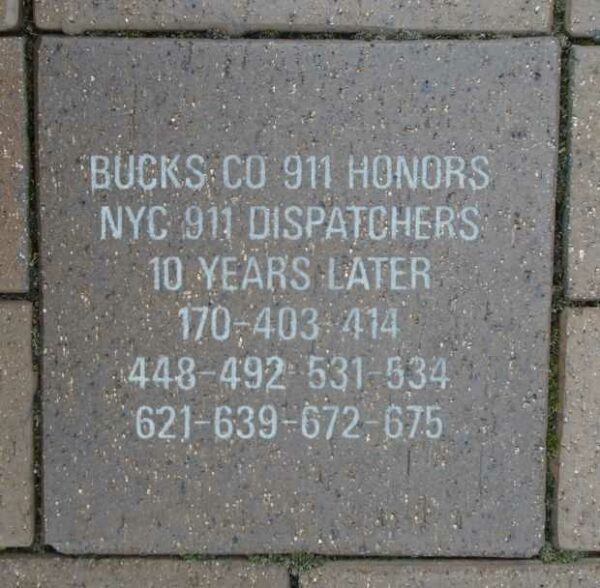 BUCKS CO 911 HONORS
NYC 911 DISPATCHERS
10 YEARS LATER
170-403-414
448-492-531-534
621-639-672-675